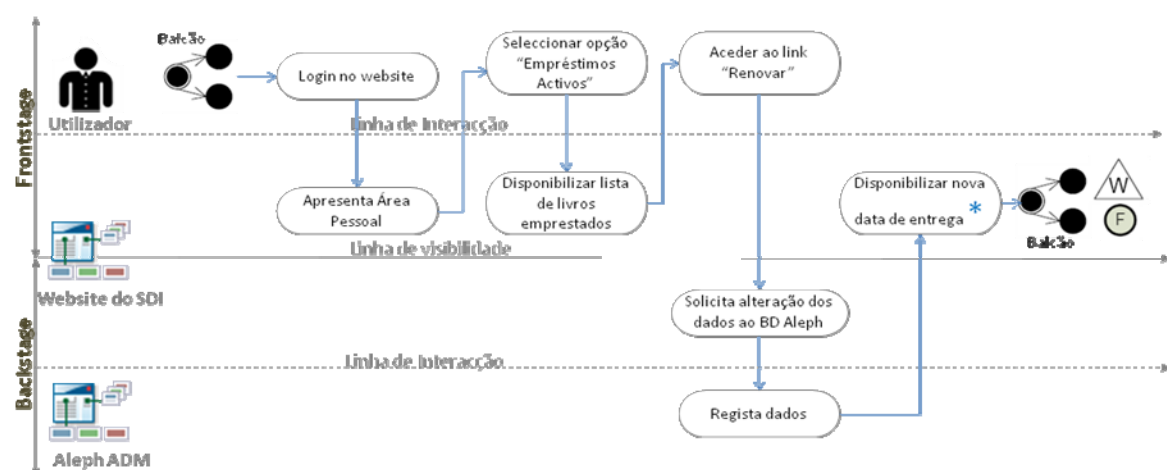 Balcão
Seleccionar opção
"Empréstimos
Activos"
Aceder ao link
"Renovar"
Login no website
Utilizador
Linha de Interacção
Frontstage
Apresenta Área
Pessoal
Disponibilizar lista
de livros
emprestados
Disponibilizar nova
data de entrega *
W
F
Balcão
Linha de visibilidade
Website do SDI
Solicita alteração dos
dados ao BD Aleph
Backstage
Linha de Interacção
Regista dados
Aleph ADM